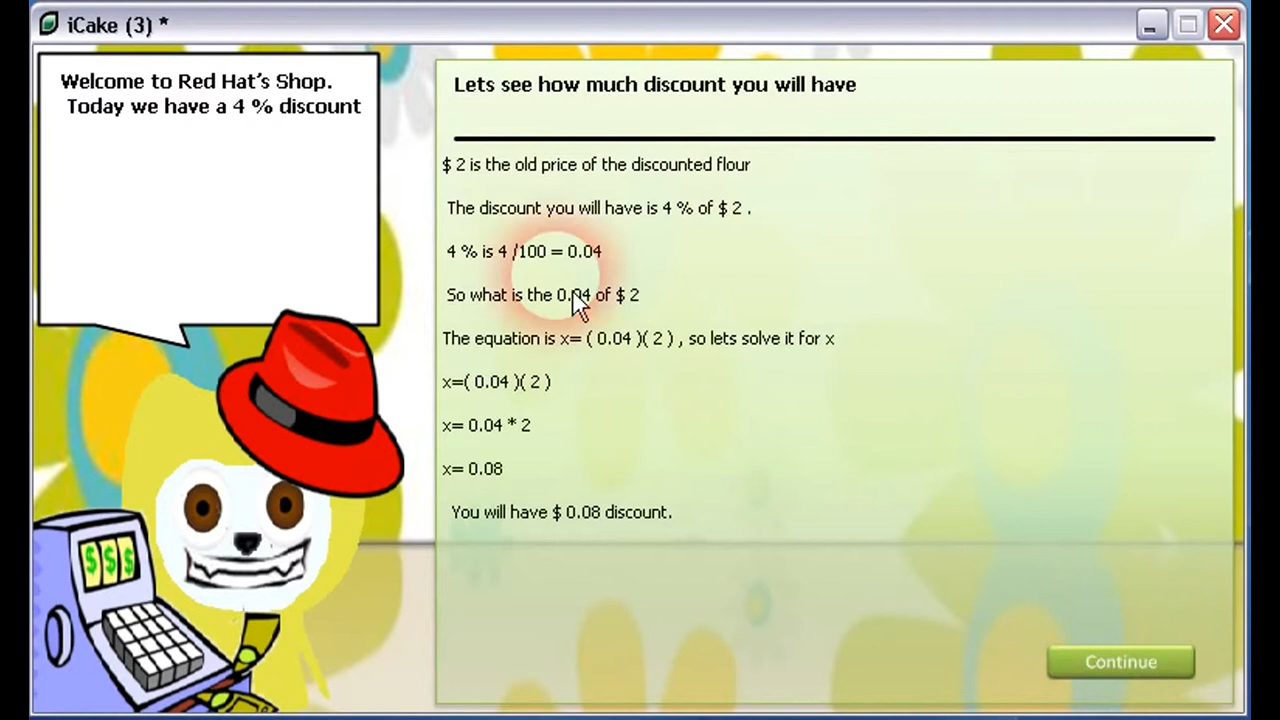 iCake (3) *
Welcome to Red Hat's Shop.
Today we have a 4 % discount
Lets see how much discount you will have
$ 2 is the old price of the discounted flour
The discount you will have is 4 % of $ 2 .
4 % is 4 /100 = 0.04
So what is the 0.04 of $ 2
The equation is x= ( 0.04 )( 2 ) , so lets solve it for x
x=( 0.04 )( 2 )
x= 0.04 * 2
x= 0.08
You will have $ 0.08 discount.
$ $ $
Continue